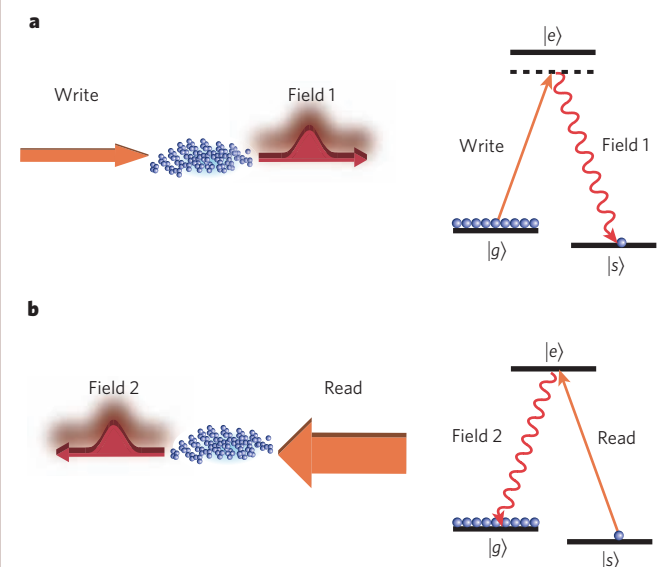 a
|e⟩
Write
Field 1
Write
Field 1
|g⟩
|s⟩
b
|e⟩
Field 2
Read
Field 2
Read
|g⟩
|s⟩